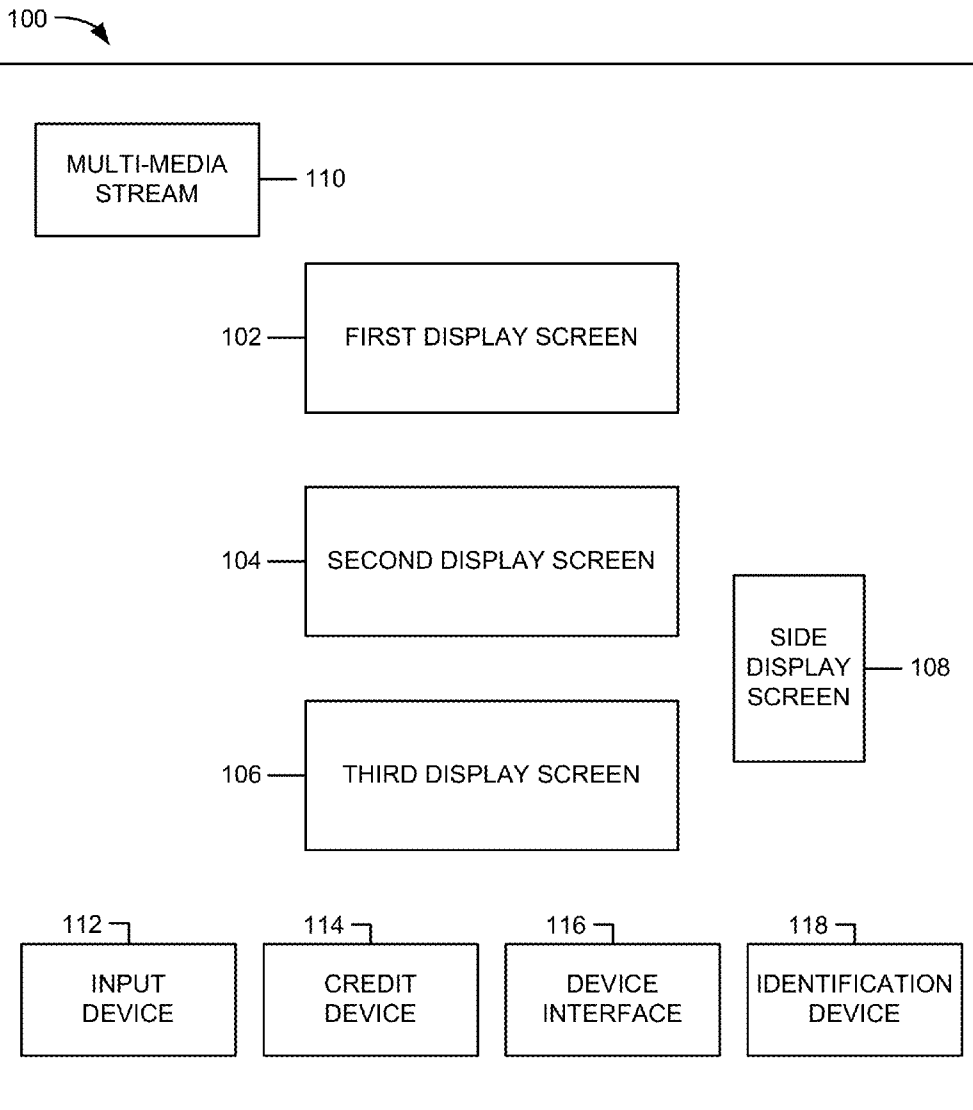 100
MULTI-MEDIA
STREAM
110
102
FIRST DISPLAY SCREEN
104
SECOND DISPLAY SCREEN
SIDE
DISPLAY
SCREEN
108
106
THIRD DISPLAY SCREEN
112
INPUT
DEVICE
114
CREDIT
DEVICE
116
DEVICE
INTERFACE
118
IDENTIFICATION
DEVICE